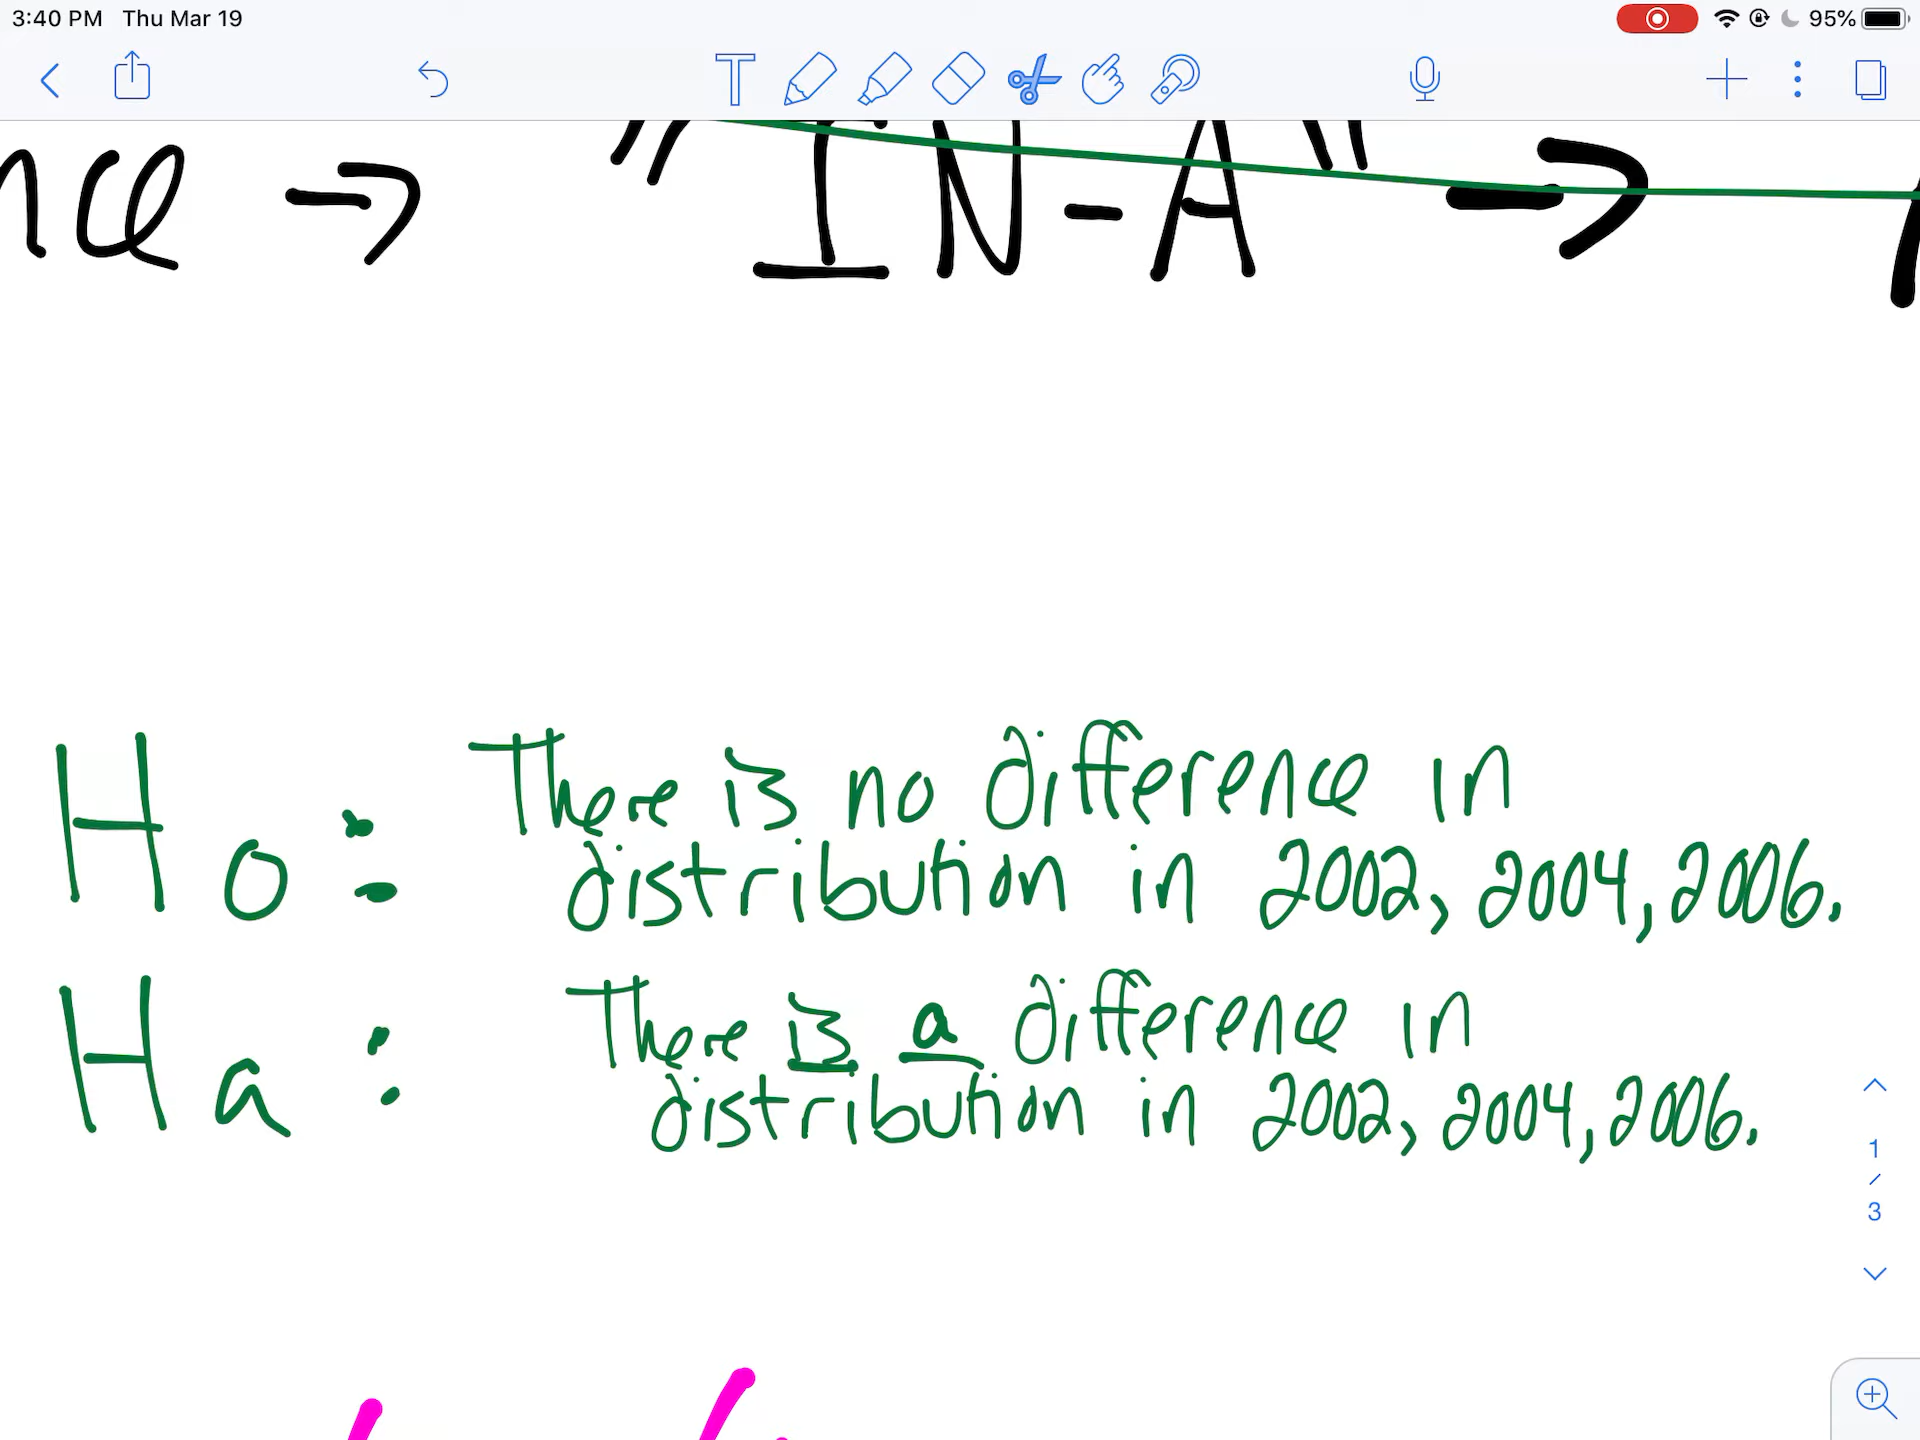 3:40 PM Thu Mar 19 95%
T
nce → "IN-A" →
Ho: There is no difference in
distribution in 2002, 2004, 2006.
Ha: There is a difference in
distribution in 2002, 2004, 2006.
1
/
3